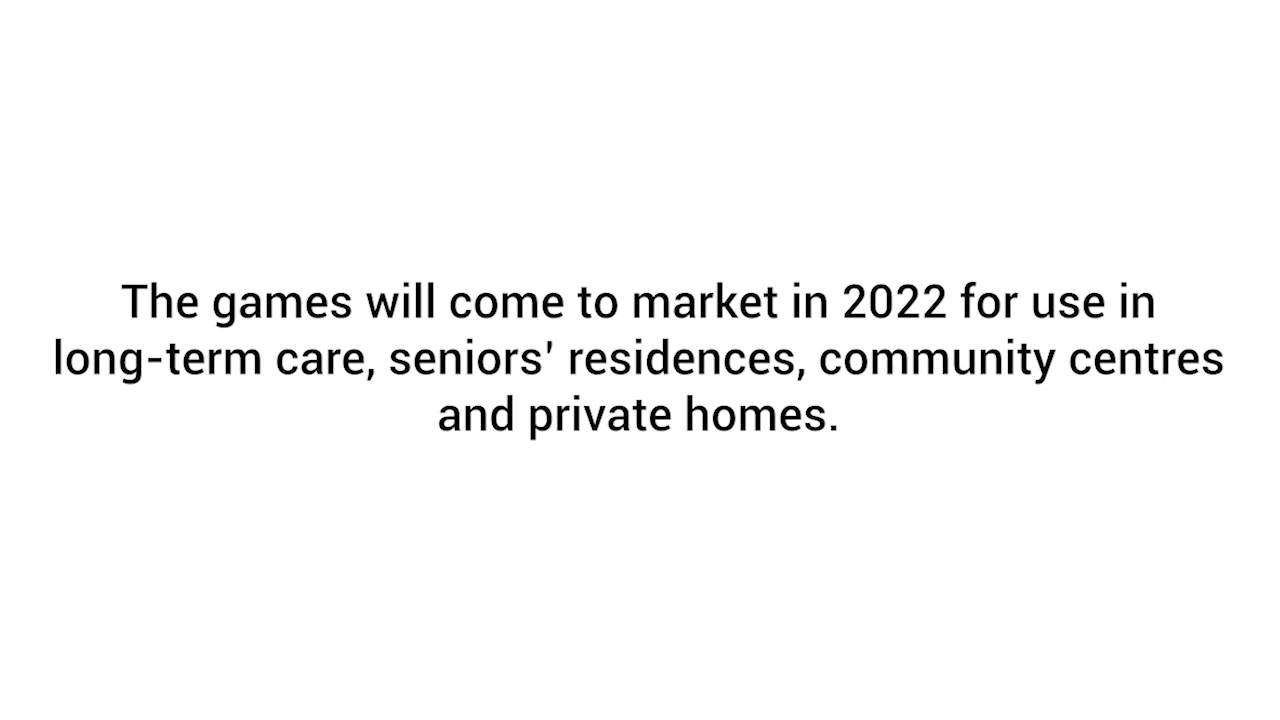 The games will come to market in 2022 for use in
long-term care, seniors' residences, community centres
and private homes.